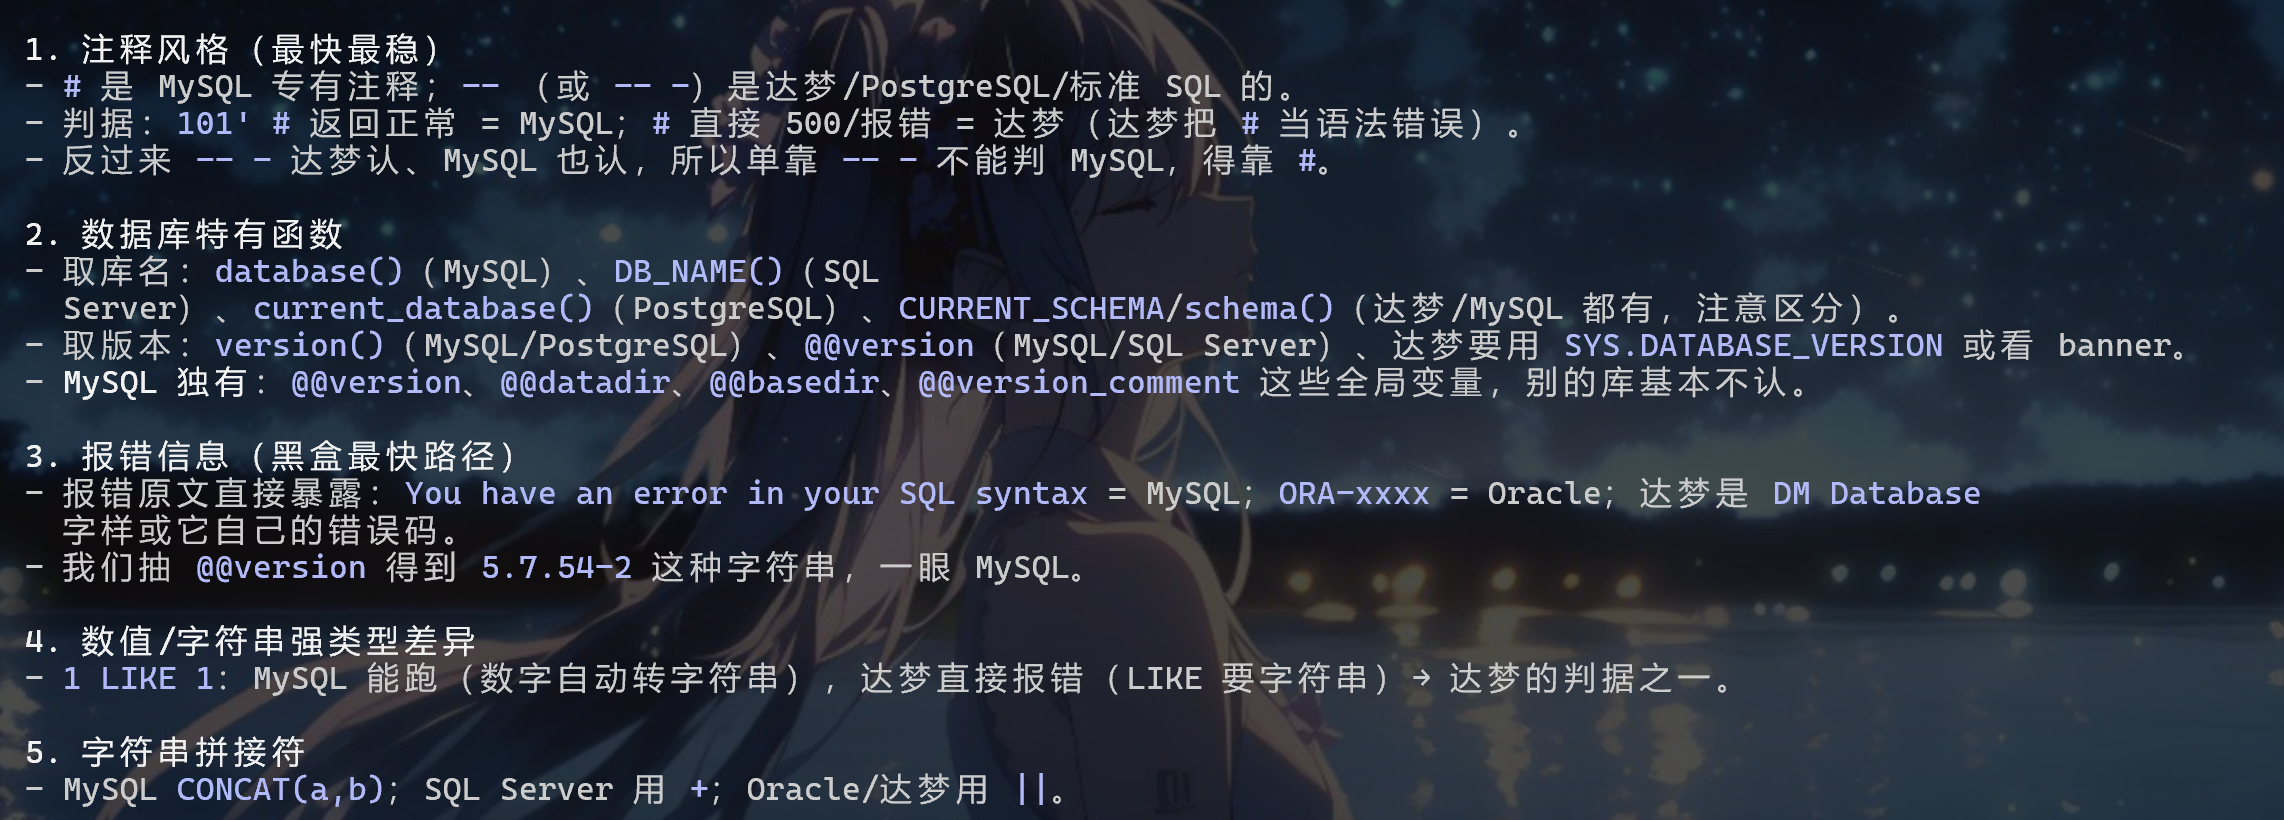 1. 注释风格（最快最稳）
- # 是 MySQL 专有注释；-- （或 -- -）是达梦/PostgreSQL/标准 SQL 的。
- 判据：101' # 返回正常 = MySQL；# 直接 500/报错 = 达梦（达梦把 # 当语法错误）。
- 反过来 -- - 达梦认、MySQL 也认，所以单靠 -- - 不能判 MySQL，得靠 #。
2. 数据库特有函数
- 取库名：database()（MySQL）、DB_NAME()（SQL
Server）、current_database()（PostgreSQL）、CURRENT_SCHEMA/schema()（达梦/MySQL 都有，注意区分）。
- 取版本：version()（MySQL/PostgreSQL）、@@version（MySQL/SQL Server）、达梦要用 SYS.DATABASE_VERSION 或看 banner。
- MySQL 独有：@@version、@@datadir、@@basedir、@@version_comment 这些全局变量，别的库基本不认。
3. 报错信息（黑盒最快路径）
- 报错原文直接暴露：You have an error in your SQL syntax = MySQL；ORA-xxxx = Oracle；达梦是 DM Database
字样或它自己的错误码。
- 我们抽 @@version 得到 5.7.54-2 这种字符串，一眼 MySQL。
4. 数值/字符串强类型差异
- 1 LIKE 1：MySQL 能跑（数字自动转字符串），达梦直接报错（LIKE 要字符串）→ 达梦的判据之一。
5. 字符串拼接符
- MySQL CONCAT(a,b)；SQL Server 用 +；Oracle/达梦用 ||。